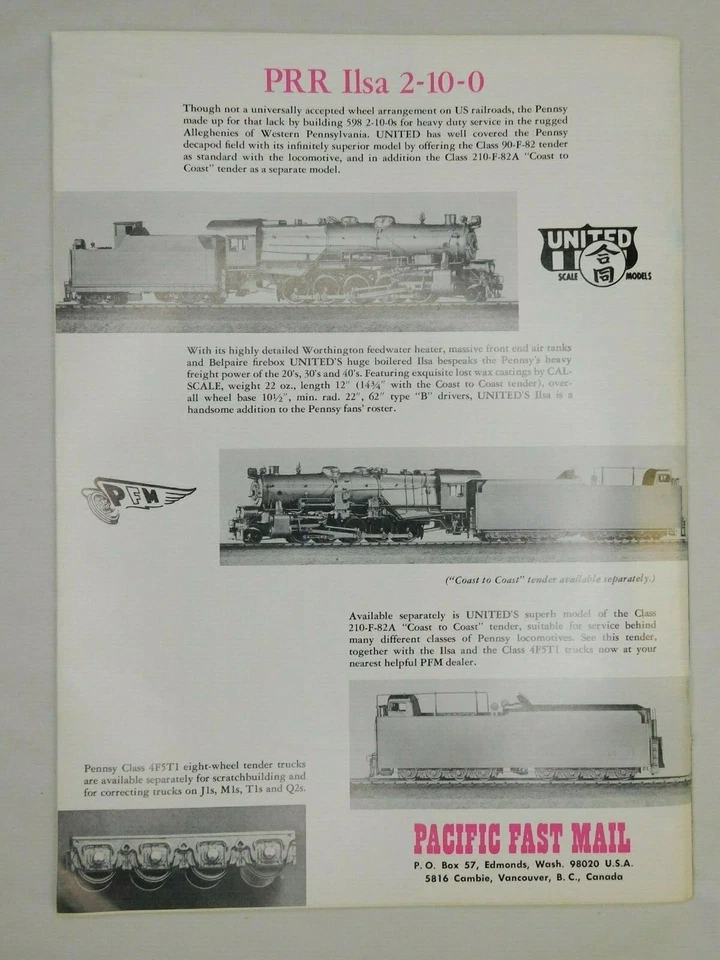 PRR Ilsa 2-10-0
Though not a universally accepted wheel arrangement on US railroads, the Pennsy
made up for that lack by building 598 2-10-0s for heavy duty service in the rugged
Alleghenies of Western Pennsylvania. UNITED has well covered the Pennsy
decapod field with its infinitely superior model by offering the Class 90-F-82 tender
as standard with the locomotive, and in addition the Class 210-F-82A “Coast to
Coast” tender as a separate model.
UNITED
合同
SCALE MODELS
With its highly detailed Worthington feedwater heater, massive front end air tanks
and Belpaire firebox UNITED'S huge boilered Ilsa bespeaks the Pennsy's heavy
freight power of the 20's, 30's and 40's. Featuring exquisite lost wax castings by CAL-
SCALE, weight 22 oz., length 12″ (14¾″ with the Coast to Coast tender), over-
all wheel base 10½″, min. rad. 22″, 62″ type “B” drivers, UNITED'S Ilsa is a
handsome addition to the Pennsy fans' roster.
PFM
(“Coast to Coast” tender available separately.)
Available separately is UNITED'S superb model of the Class
210-F-82A “Coast to Coast” tender, suitable for service behind
many different classes of Pennsy locomotives. See this tender,
together with the Ilsa and the Class 4F5T1 trucks now at your
nearest helpful PFM dealer.
Pennsy Class 4F5T1 eight-wheel tender trucks
are available separately for scratchbuilding and
for correcting trucks on J1s, M1s, T1s and Q2s.
PACIFIC FAST MAIL
P. O. Box 57, Edmonds, Wash. 98020 U.S.A.
5816 Cambie, Vancouver, B. C., Canada